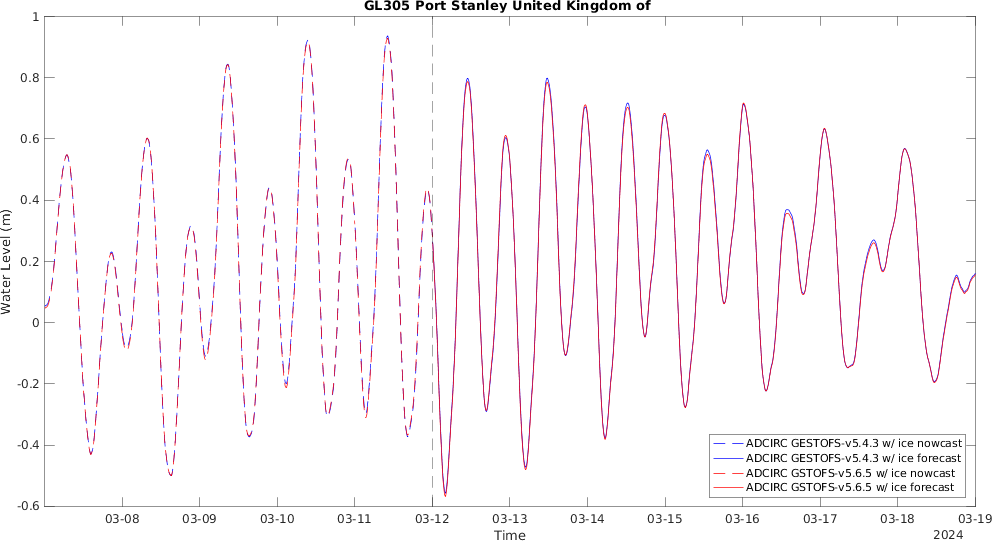 GL305 Port Stanley United Kingdom of
Water Level (m)
1
0.8
0.6
0.4
0.2
0
-0.2
-0.4
-0.6
ADCIRC GESTOFS-v5.4.3 w/ ice nowcast
ADCIRC GESTOFS-v5.4.3 w/ ice forecast
ADCIRC GSTOFS-v5.6.5 w/ ice nowcast
ADCIRC GSTOFS-v5.6.5 w/ ice forecast
03-08 03-09 03-10 03-11 03-12 03-13 03-14 03-15 03-16 03-17 03-18 03-19
Time
2024